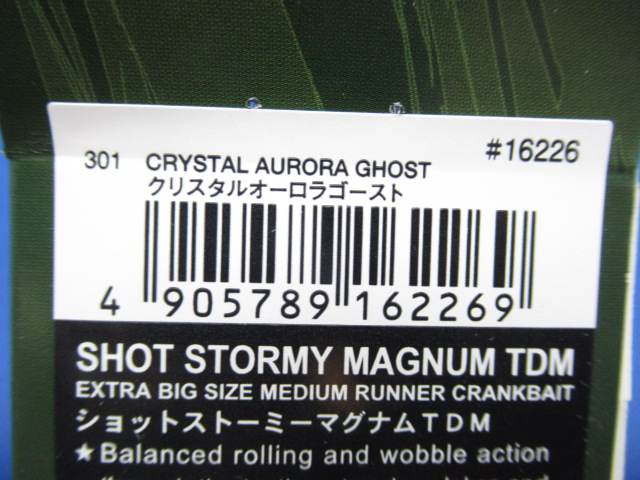 301 CRYSTAL AURORA GHOST #16226
クリスタルオーロラゴースト
4 905789 162269
SHOT STORMY MAGNUM TDM
EXTRA BIG SIZE MEDIUM RUNNER CRANKBAIT
ショットストーミーマグナムTDM
★Balanced rolling and wobble action